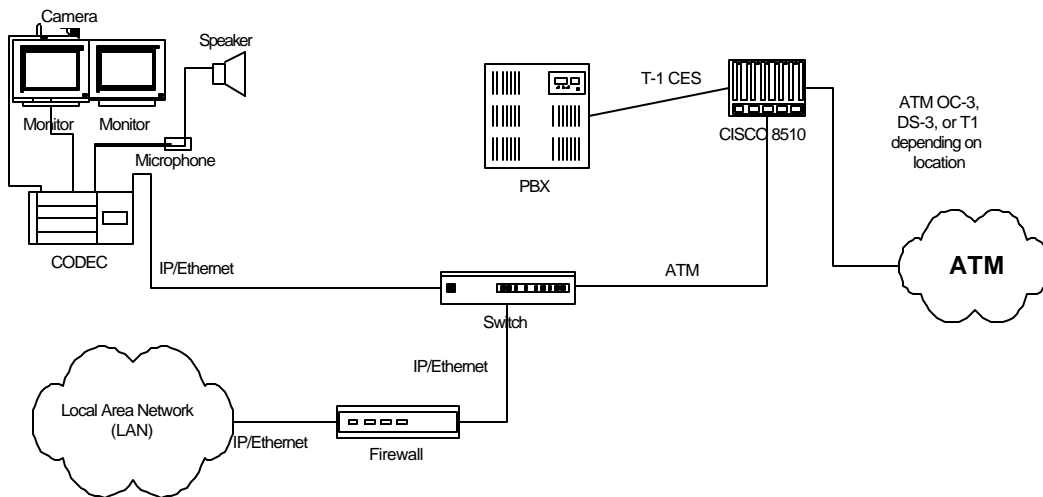 Camera
Speaker
Monitor
Monitor
Microphone
CODEC
T-1 CES
CISCO 8510
PBX
ATM OC-3,
DS-3, or T1
depending on
location
ATM
IP/Ethernet
ATM
Switch
IP/Ethernet
Local Area Network
(LAN)
IP/Ethernet
Firewall